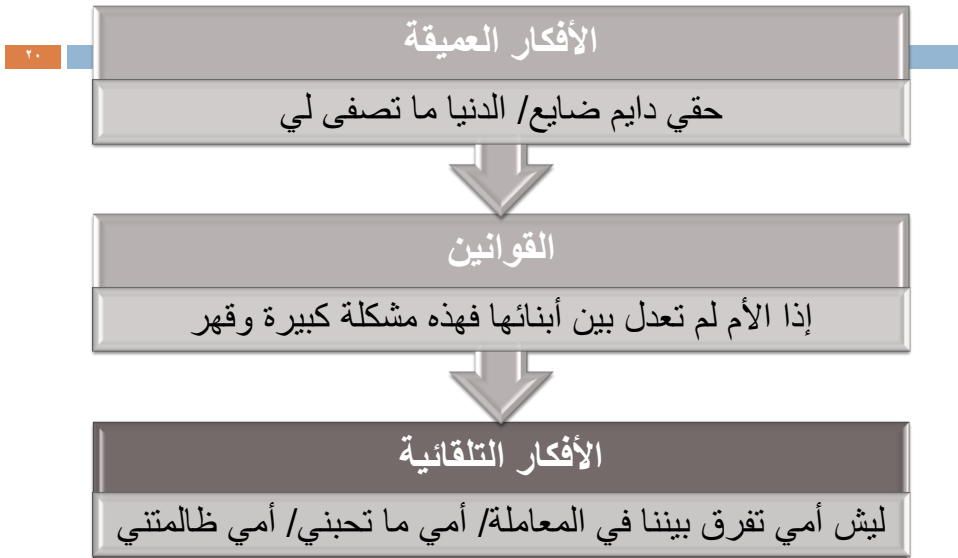 ٢٠
الأفكار العميقة
حقي دايم ضايع/ الدنيا ما تصفى لي
القوانين
إذا الأم لم تعدل بين أبنائها فهذه مشكلة كبيرة وقهر
الأفكار التلقائية
ليش أمي تفرق بيننا في المعاملة/ أمي ما تحبني/ أمي ظالمتني